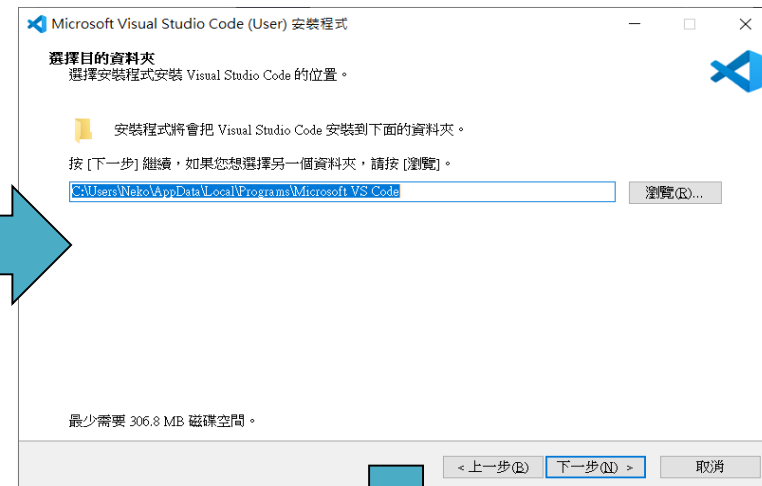 Microsoft Visual Studio Code (User) 安裝程式
選擇目的資料夾
選擇安裝程式安裝 Visual Studio Code 的位置。
安裝程式將會把 Visual Studio Code 安裝到下面的資料夾。
按 [下一步] 繼續，如果您想選擇另一個資料夾，請按 [瀏覽]。
C:\Users\Neko\AppData\Local\Programs\Microsoft VS Code
瀏覽(R)...
最少需要 306.8 MB 磁碟空間。
< 上一步(B) 下一步(N) > 取消